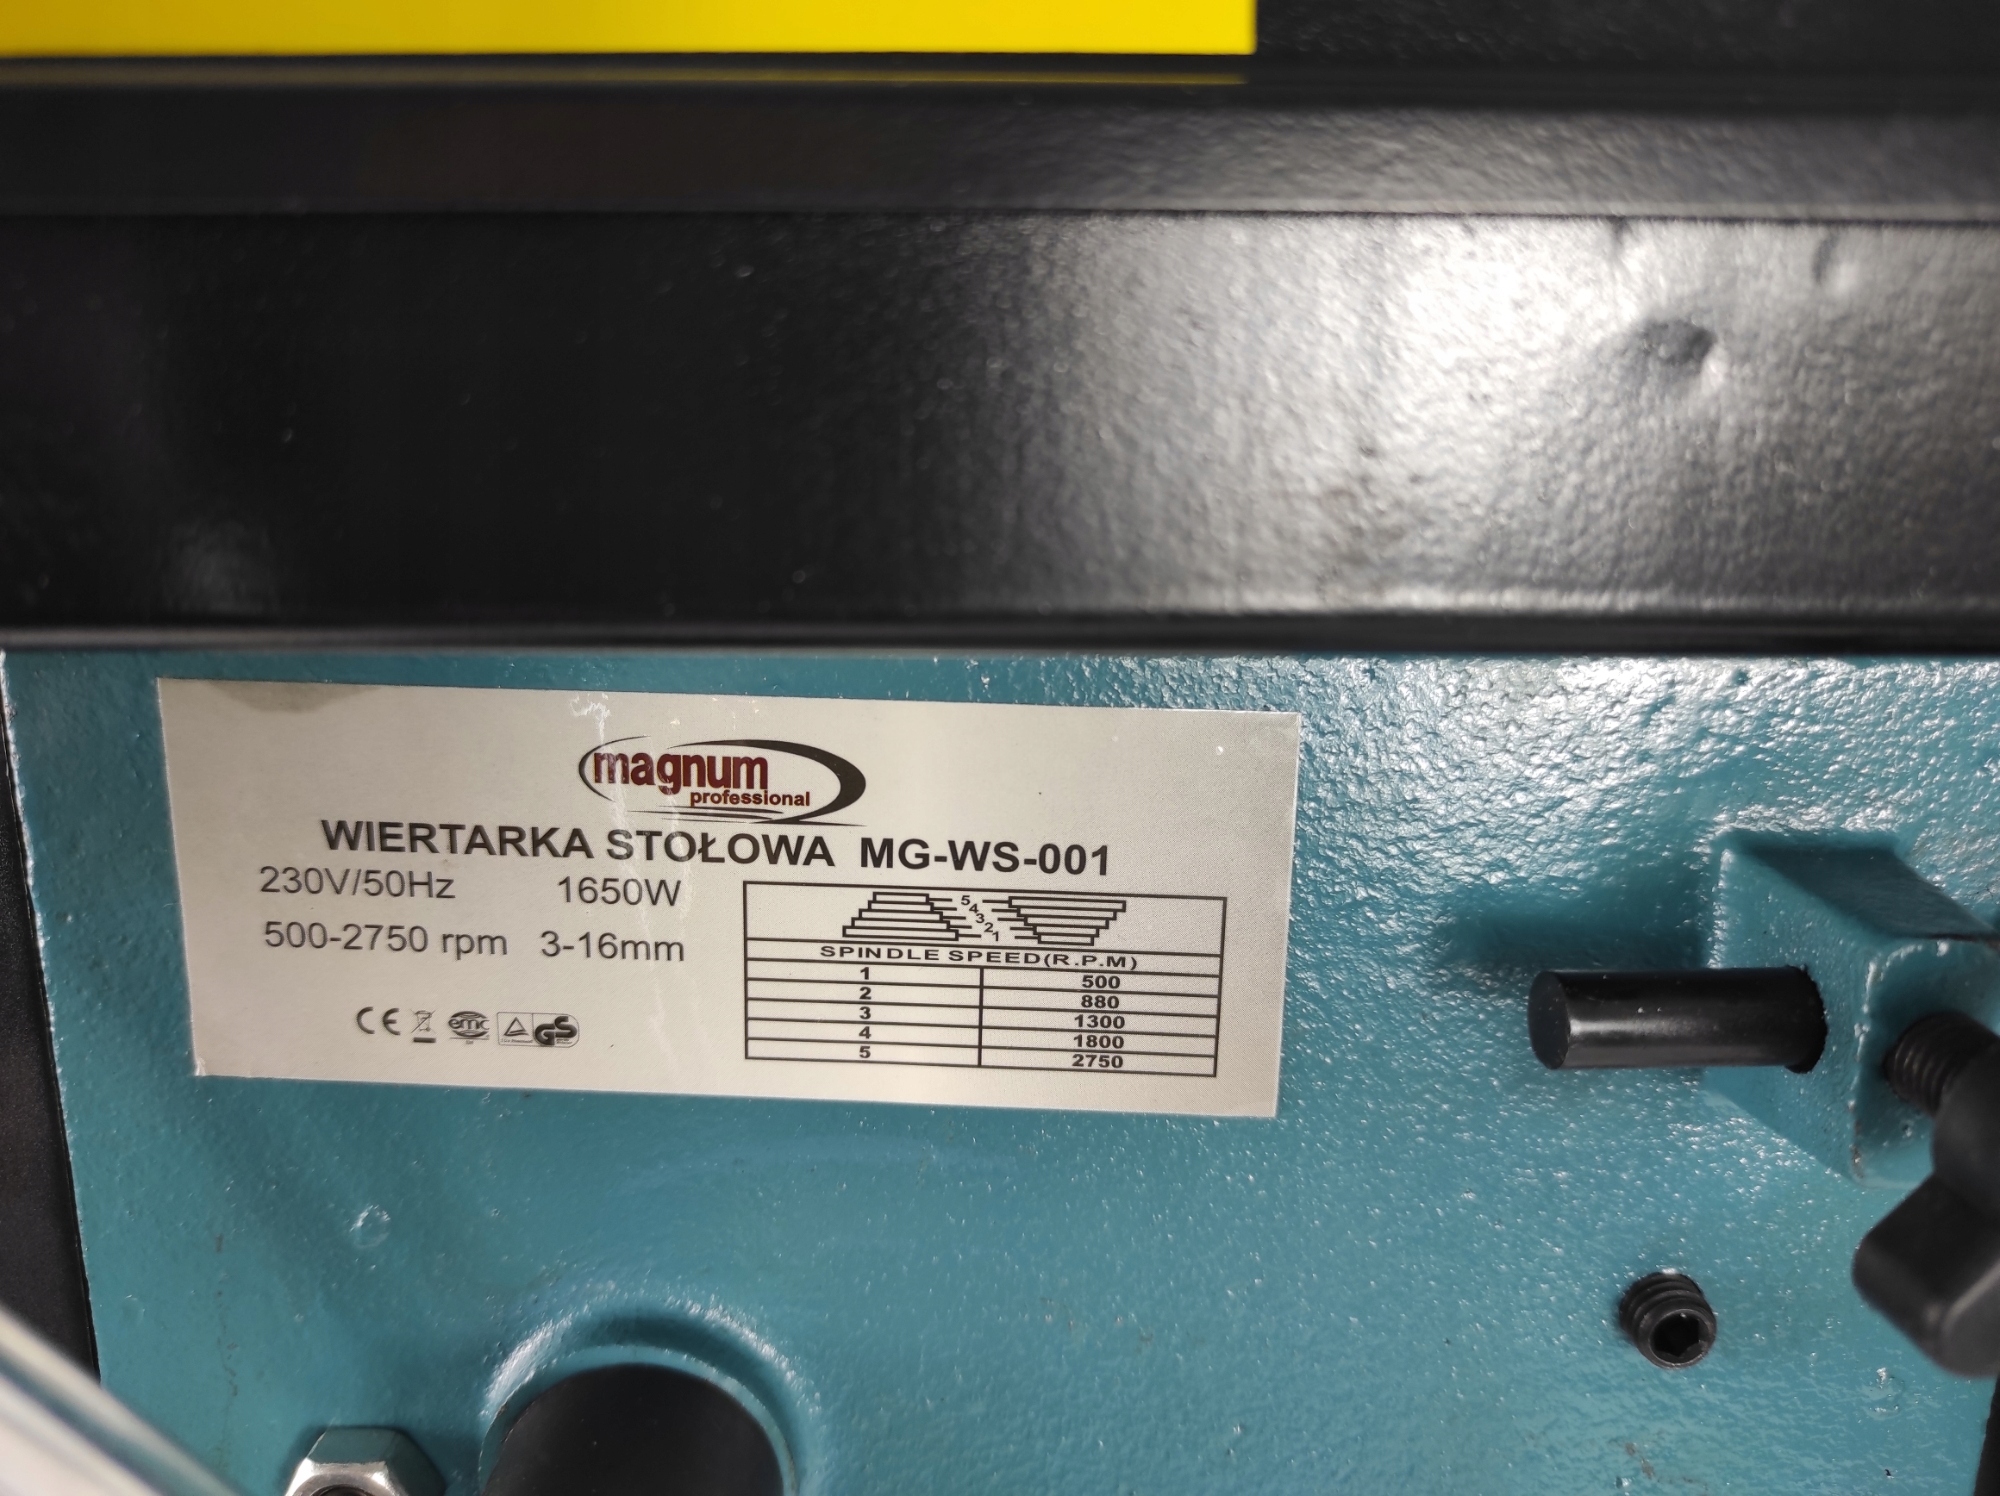 magnum
professional
WIERTARKA STOŁOWA MG-WS-001
230V/50Hz 1650W
500-2750 rpm 3-16mm
5
4
3
2
1
SPINDLE SPEED(R.P.M)
1 500
2 880
3 1300
4 1800
5 2750
CE emc GS